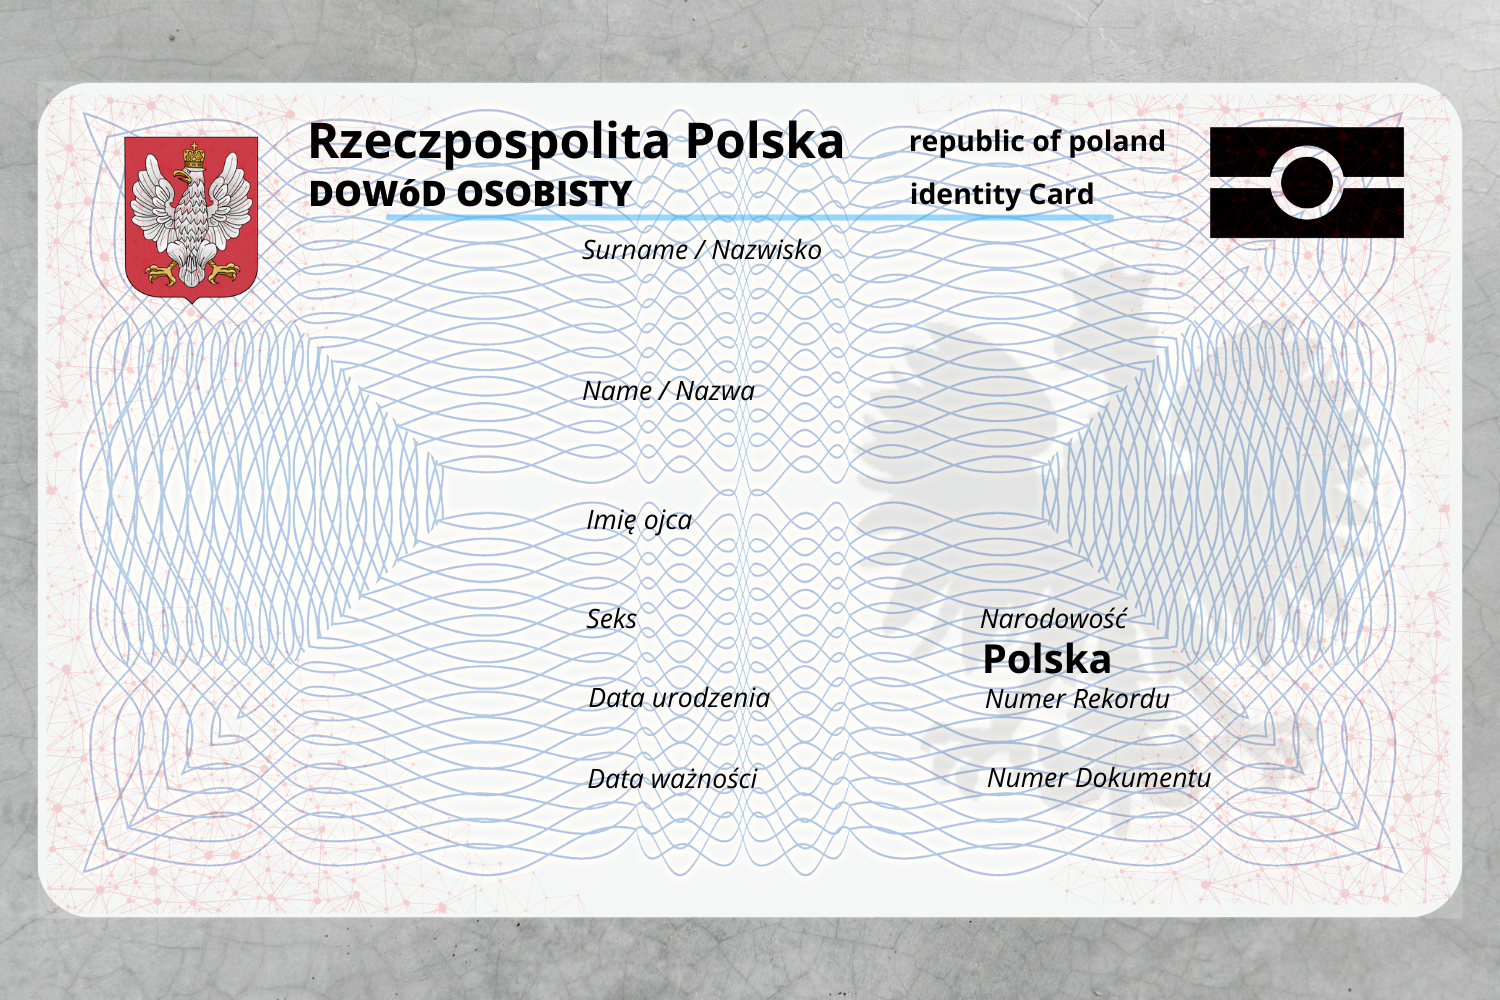 Rzeczpospolita Polska
republic of poland
DOWóD OSOBISTY
identity Card
Surname / Nazwisko
Name / Nazwa
Imię ojca
Seks
Narodowość
Polska
Data urodzenia
Numer Rekordu
Data ważności
Numer Dokumentu